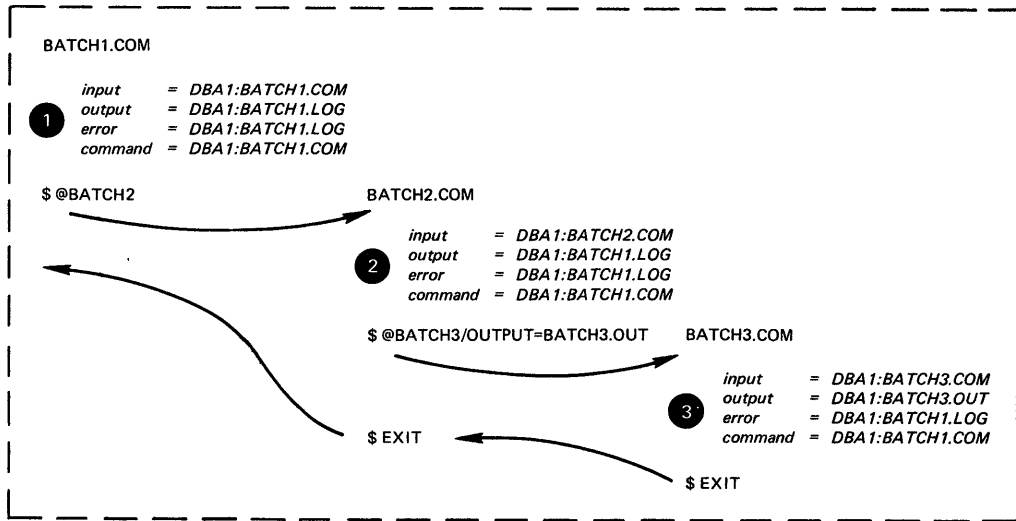 BATCH1.COM
1
input = DBA1:BATCH1.COM
output = DBA1:BATCH1.LOG
error = DBA1:BATCH1.LOG
command = DBA1:BATCH1.COM
$ @BATCH2
BATCH2.COM
2
input = DBA1:BATCH2.COM
output = DBA1:BATCH1.LOG
error = DBA1:BATCH1.LOG
command = DBA1:BATCH1.COM
$ @BATCH3/OUTPUT=BATCH3.OUT
BATCH3.COM
3
input = DBA1:BATCH3.COM
output = DBA1:BATCH3.OUT
error = DBA1:BATCH1.LOG
command = DBA1:BATCH1.COM
$ EXIT
$ EXIT